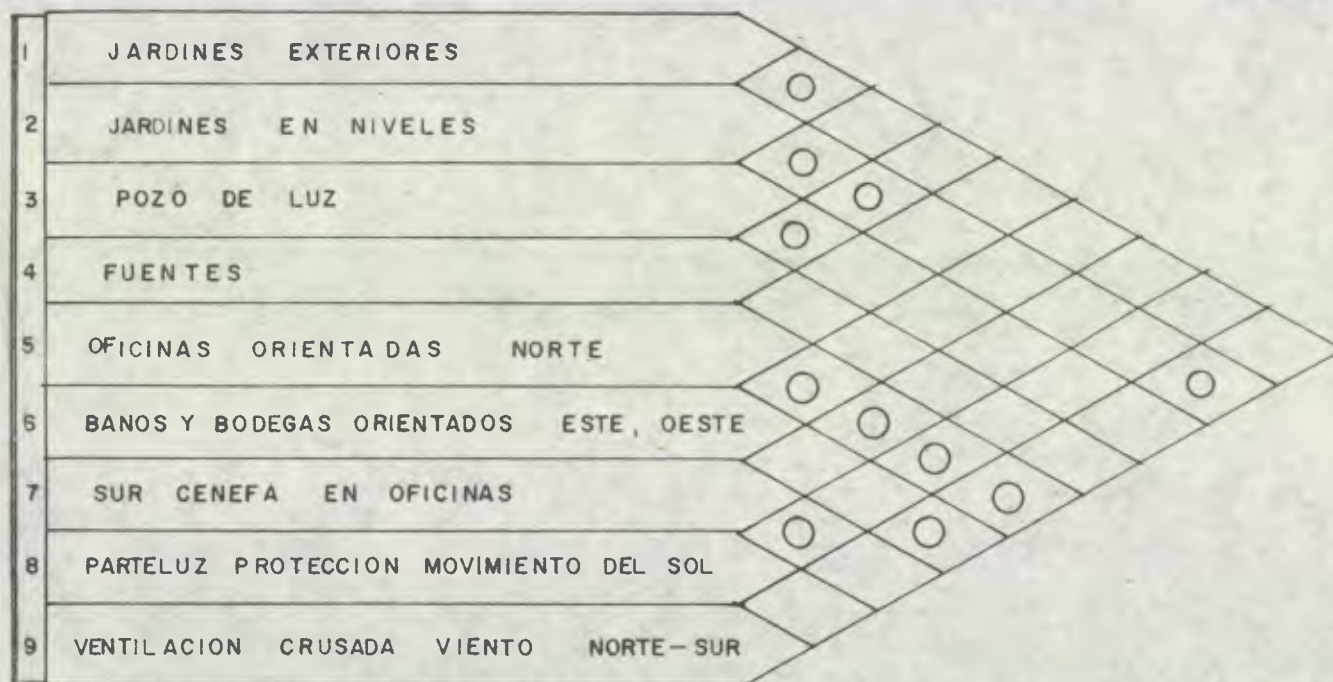 1 JARDINES EXTERIORES
2 JARDINES EN NIVELES
3 POZO DE LUZ
4 FUENTES
5 OFICINAS ORIENTADAS NORTE
6 BANOS Y BODEGAS ORIENTADOS ESTE, OESTE
7 SUR CENEFA EN OFICINAS
8 PARTELUZ PROTECCION MOVIMIENTO DEL SOL
9 VENTILACION CRUSADA VIENTO NORTE-SUR